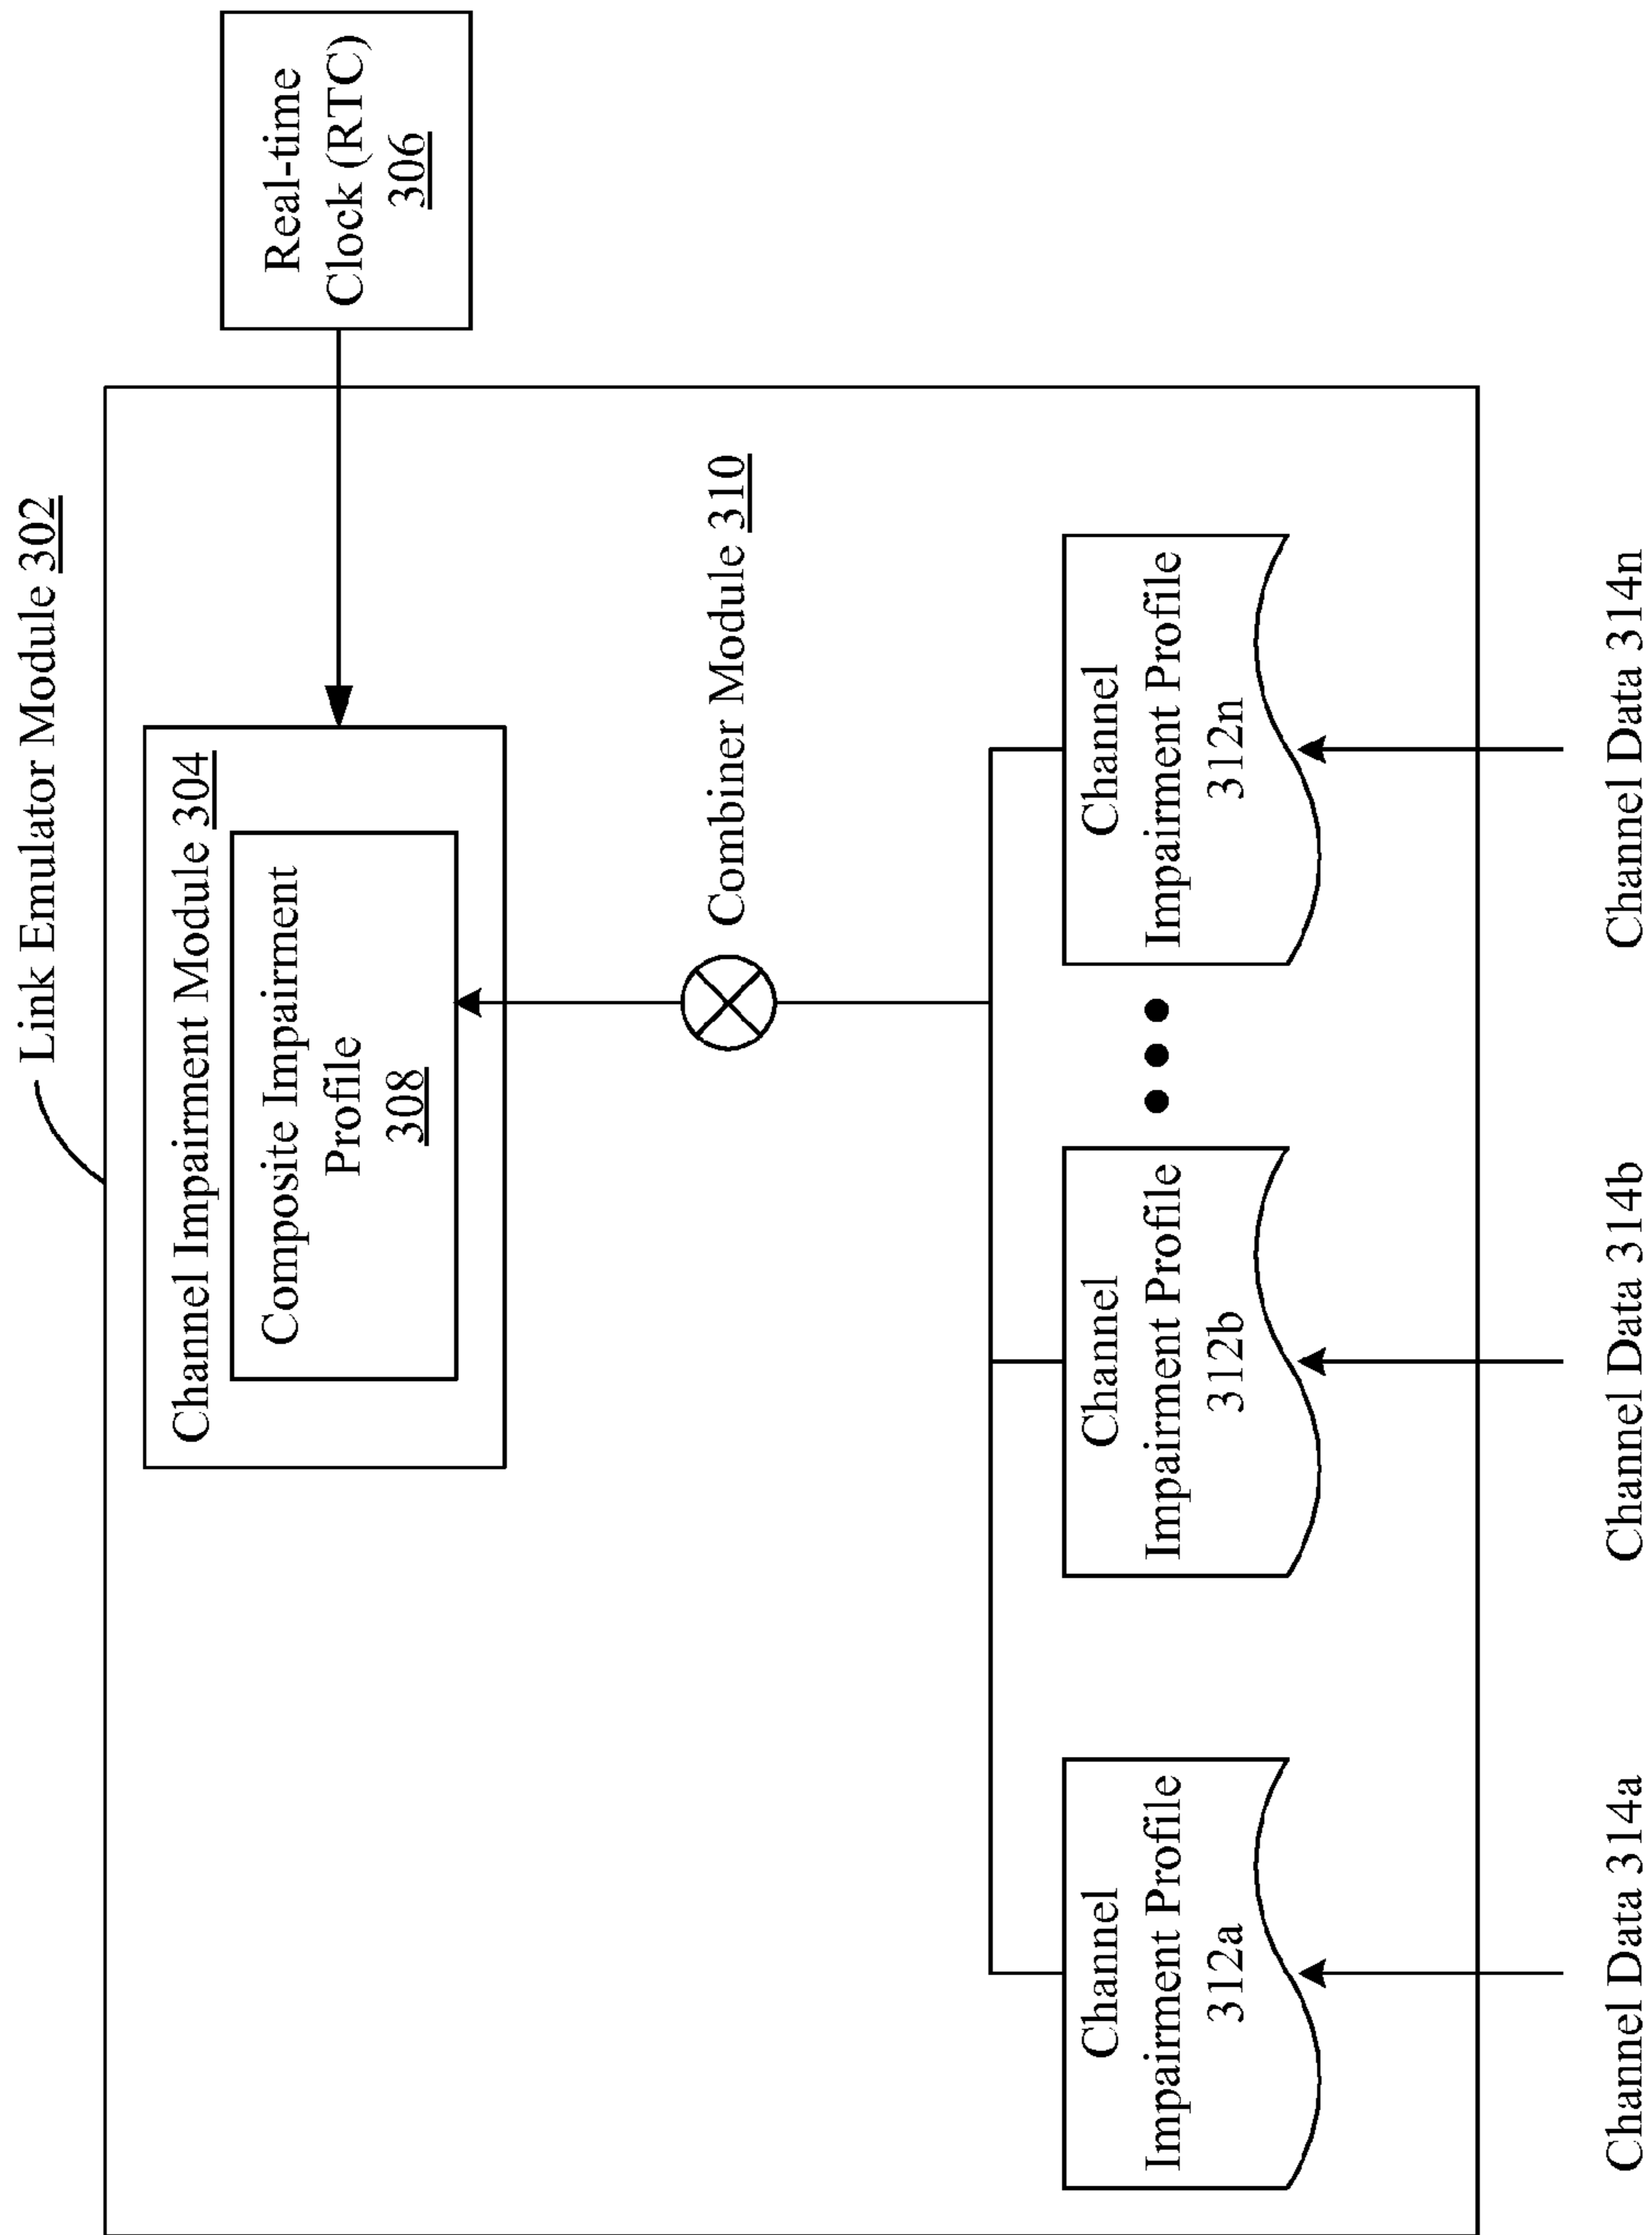 Link Emulator Module 302
Channel Impairment Module 304
Composite Impairment
Profile
308
Real-time
Clock (RTC)
306
Combiner Module 310
Channel
Impairment Profile
312a
Channel
Impairment Profile
312b
Channel
Impairment Profile
312n
Channel Data 314a
Channel Data 314b
Channel Data 314n